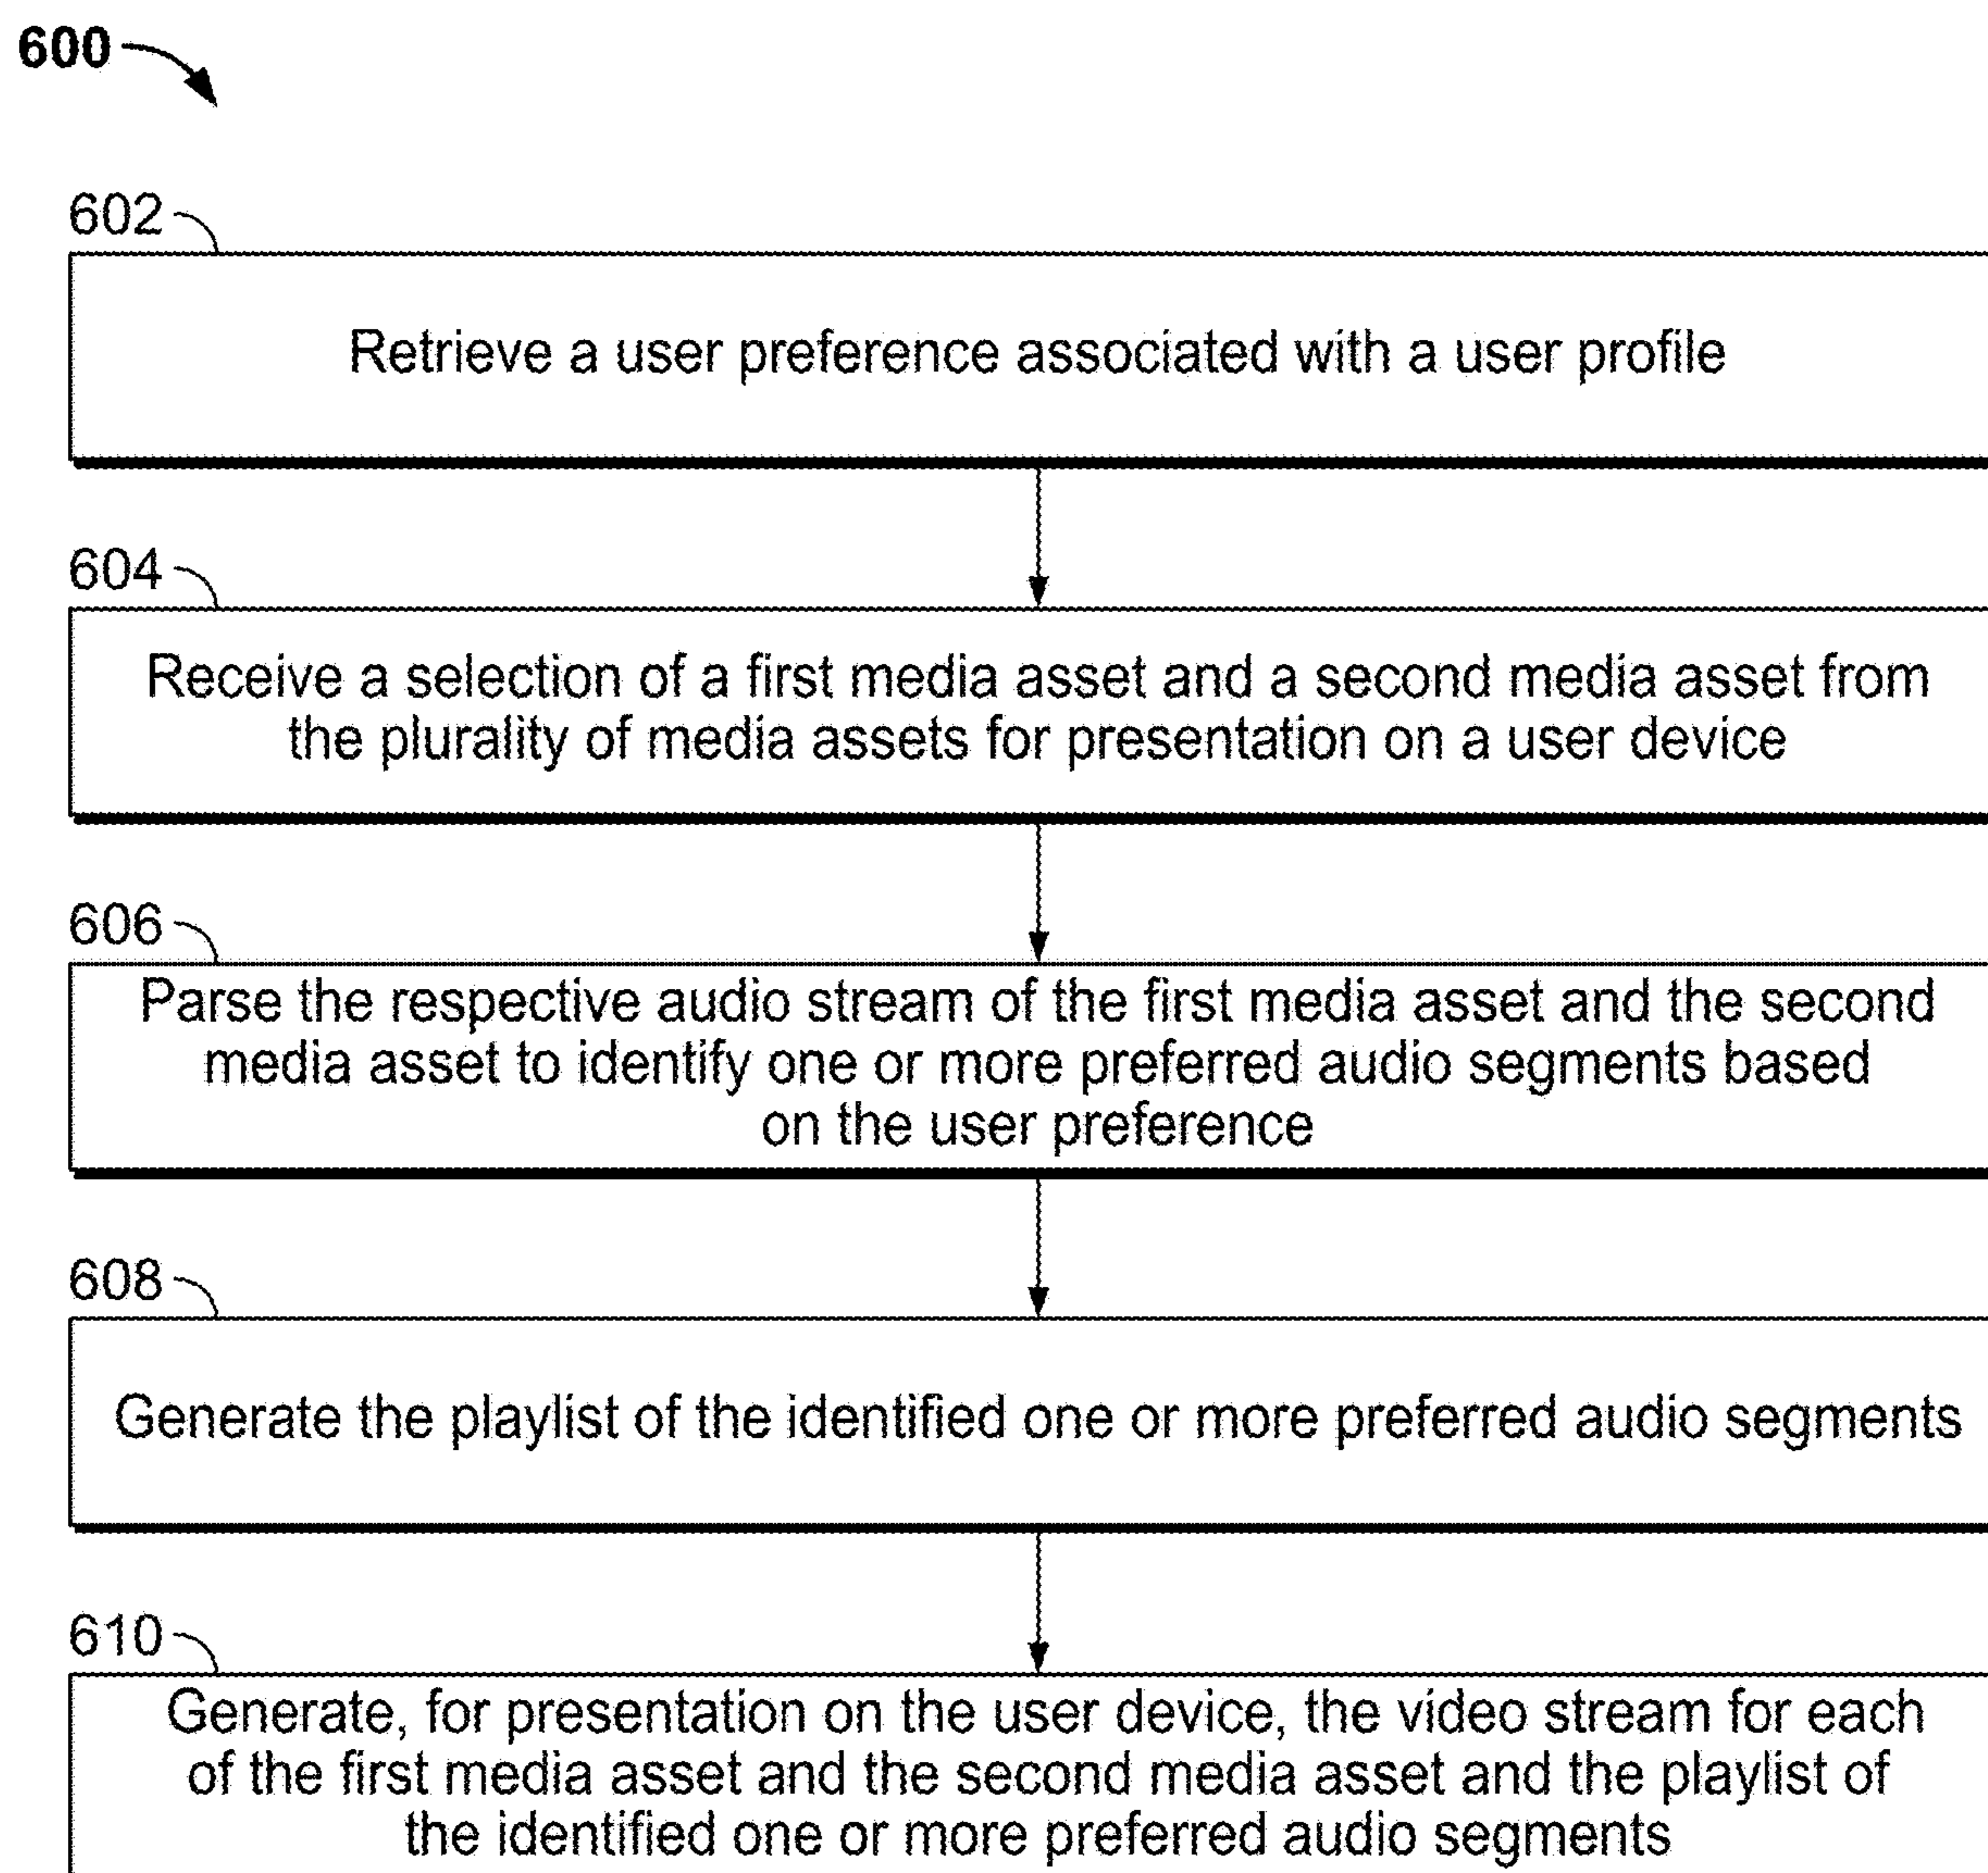 600
602
Retrieve a user preference associated with a user profile
604
Receive a selection of a first media asset and a second media asset from
the plurality of media assets for presentation on a user device
606
Parse the respective audio stream of the first media asset and the second
media asset to identify one or more preferred audio segments based
on the user preference
608
Generate the playlist of the identified one or more preferred audio segments
610
Generate, for presentation on the user device, the video stream for each
of the first media asset and the second media asset and the playlist of
the identified one or more preferred audio segments